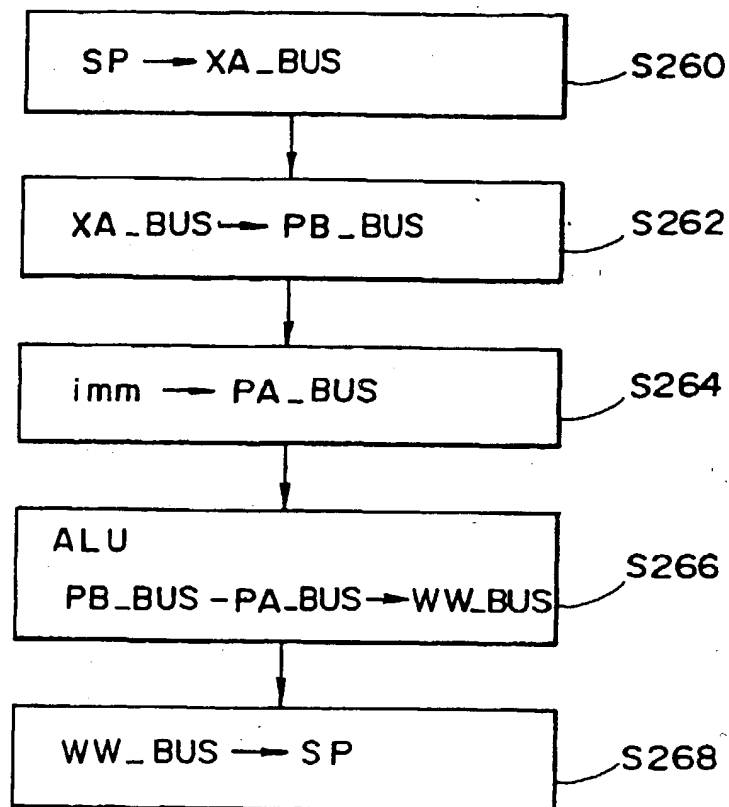 SP → XA_BUS
S260
XA_BUS → PB_BUS
S262
imm → PA_BUS
S264
ALU
PB_BUS - PA_BUS → WW_BUS
S266
WW_BUS → SP
S268